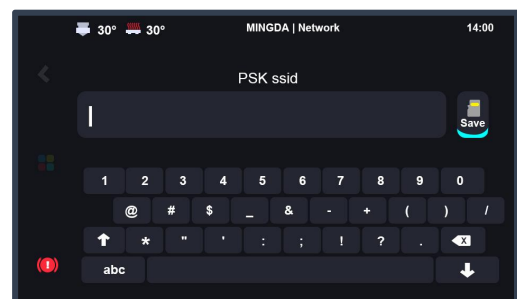 30° 30° MINGDA | Network 14:00
PSK ssid
Save
1 2 3 4 5 6 7 8 9 0
@ # $ _ & - + ( ) /
* " ' : ; ! ? .
abc